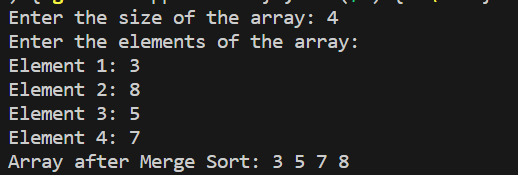 Enter the size of the array: 4
Enter the elements of the array:
Element 1: 3
Element 2: 8
Element 3: 5
Element 4: 7
Array after Merge Sort: 3 5 7 8